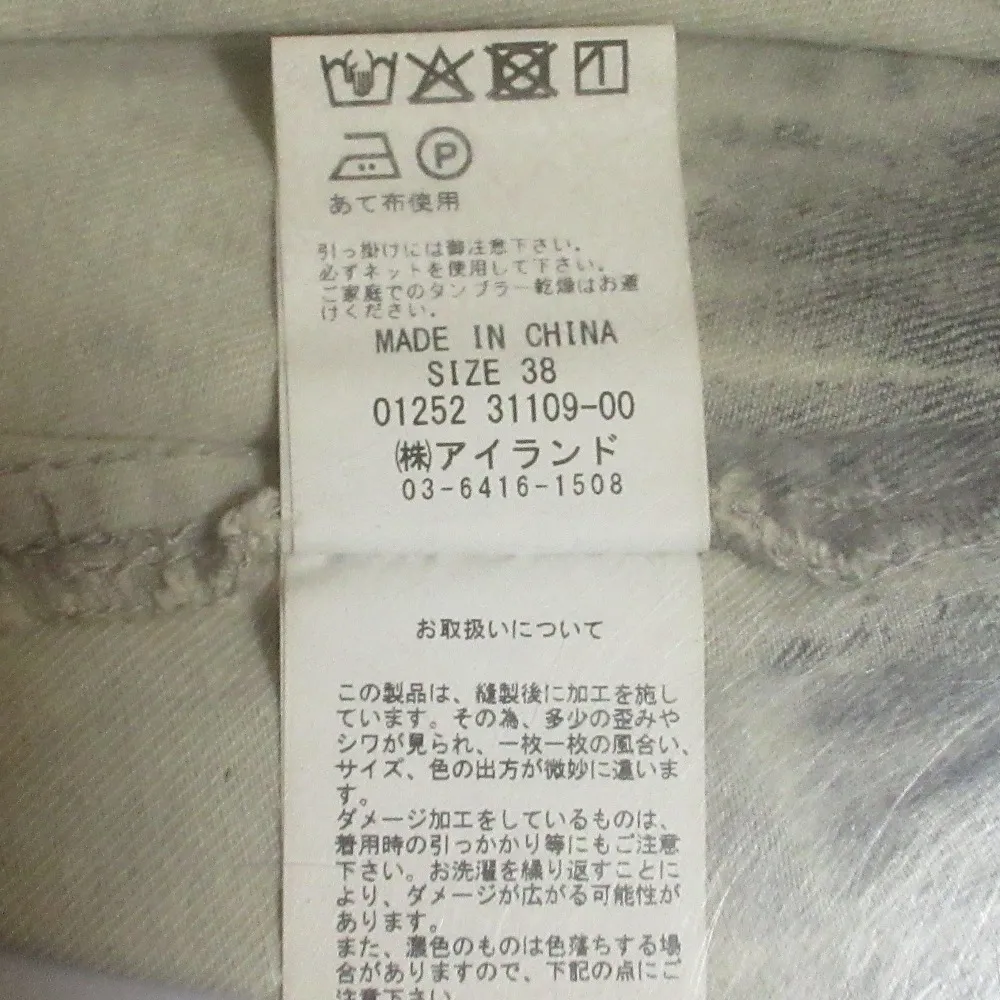 P
あて布使用
引っ掛けには御注意下さい。
必ずネットを使用して下さい。
ご家庭でのタンブラー乾燥はお避
けください。
MADE IN CHINA
SIZE 38
01252 31109-00
㈱アイランド
03-6416-1508
お取扱いについて
この製品は、縫製後に加工を施し
ています。その為、多少の歪みや
シワが見られ、一枚一枚の風合い、
サイズ、色の出方が微妙に違いま
す。
ダメージ加工をしているものは、
着用時の引っかかり等にもご注意
下さい。お洗濯を繰り返すことに
より、ダメージが広がる可能性が
あります。
また、濃色のものは色落ちする場
合がありますので、下記の点にご
注意下さい。